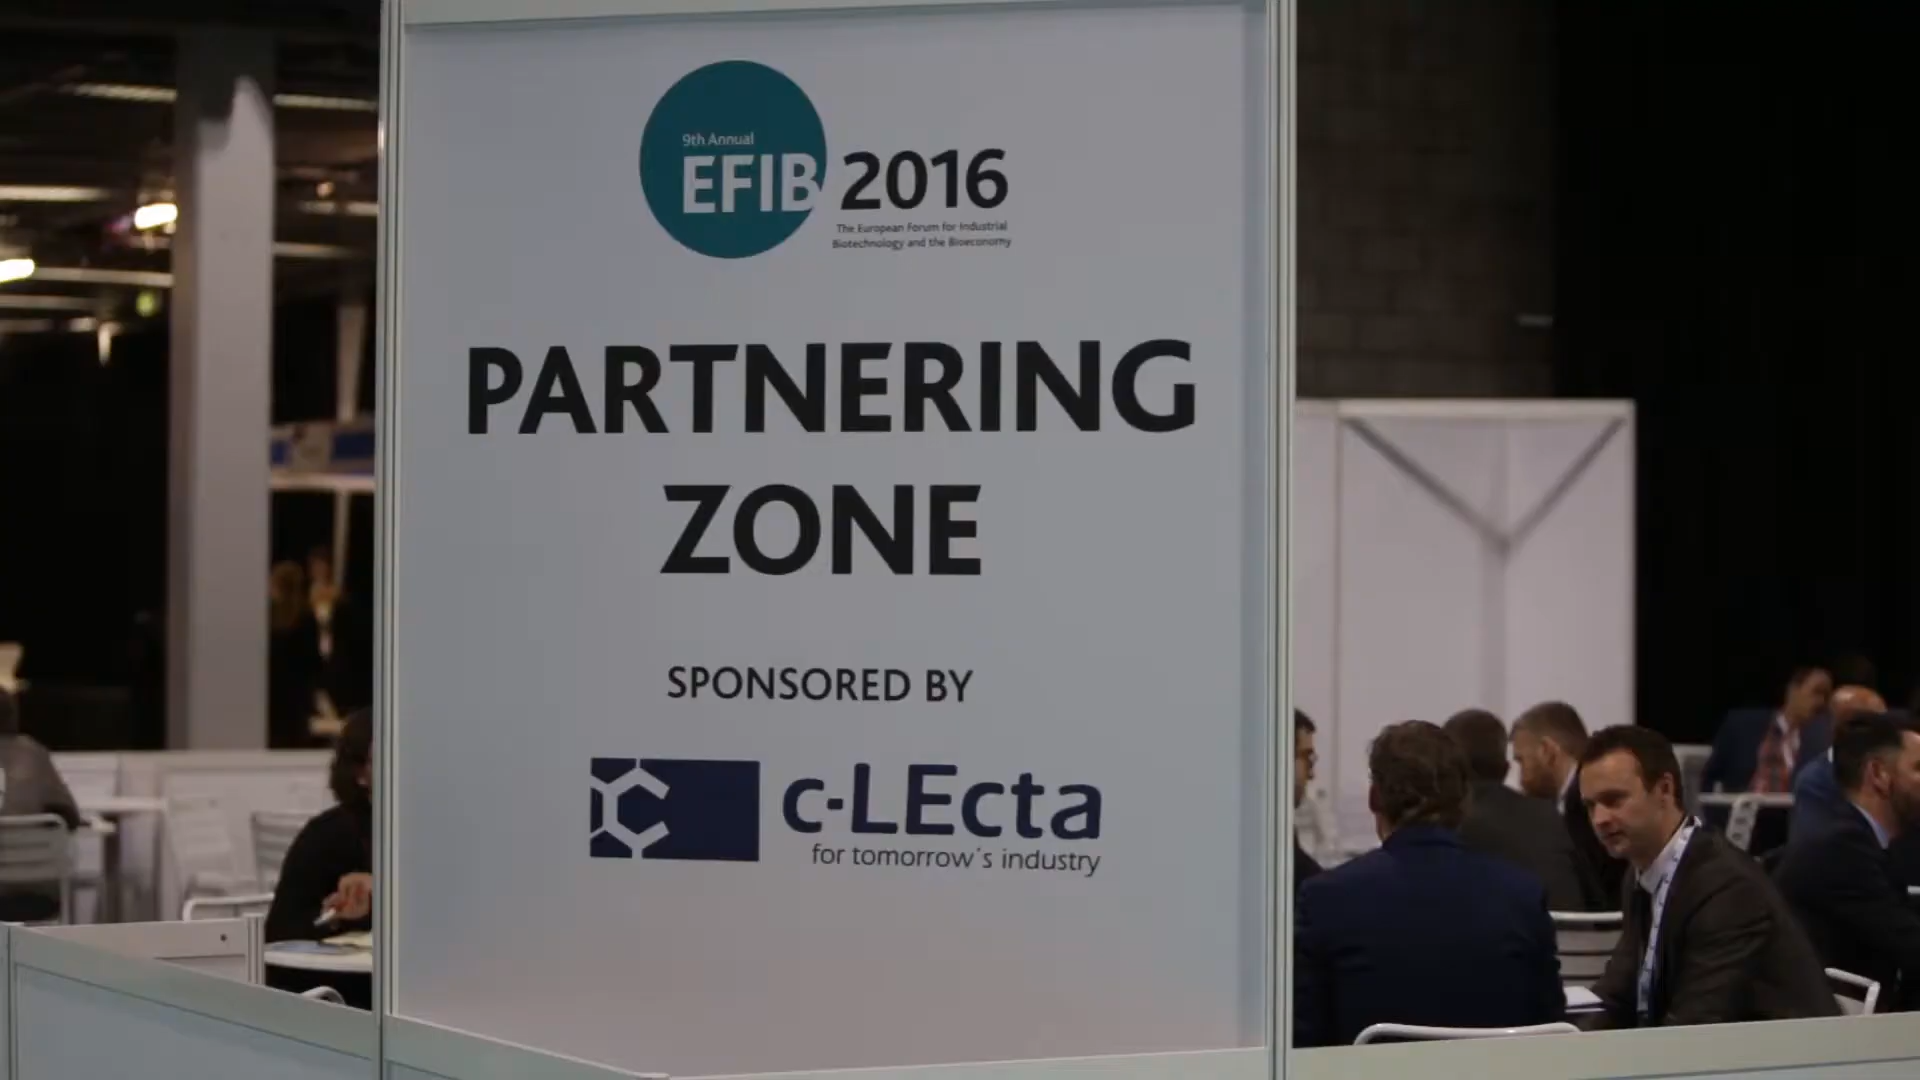 9th Annual
EFIB 2016
The European Forum for Industrial
Biotechnology and the Bioeconomy
PARTNERING
ZONE
SPONSORED BY
c-LEcta
for tomorrow's industry